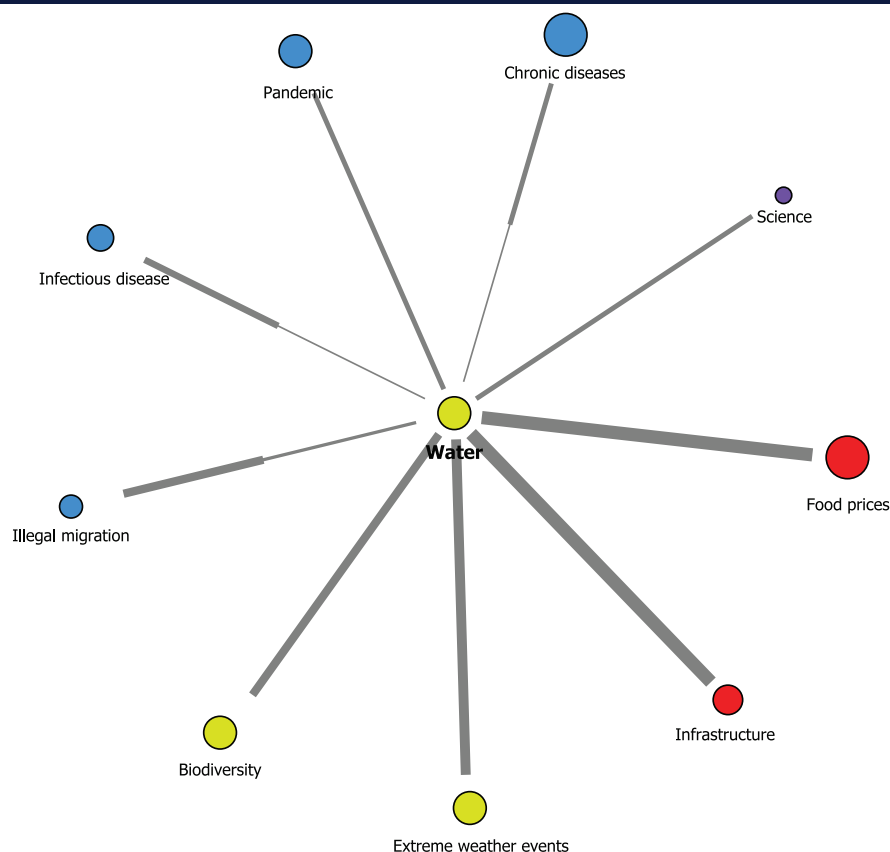 Chronic diseases
Pandemic
Science
Infectious disease
Water
Food prices
Illegal migration
Infrastructure
Biodiversity
Extreme weather events